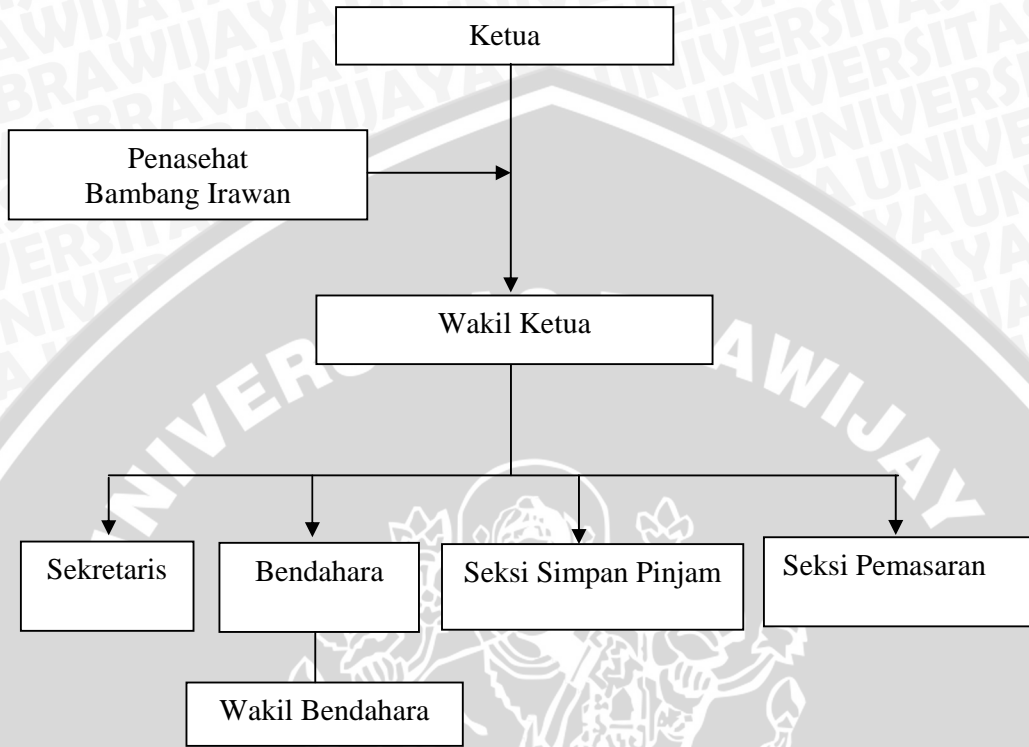 Ketua
Penasehat
Bambang Irawan
Wakil Ketua
Sekretaris
Bendahara
Seksi Simpan Pinjam
Seksi Pemasaran
Wakil Bendahara